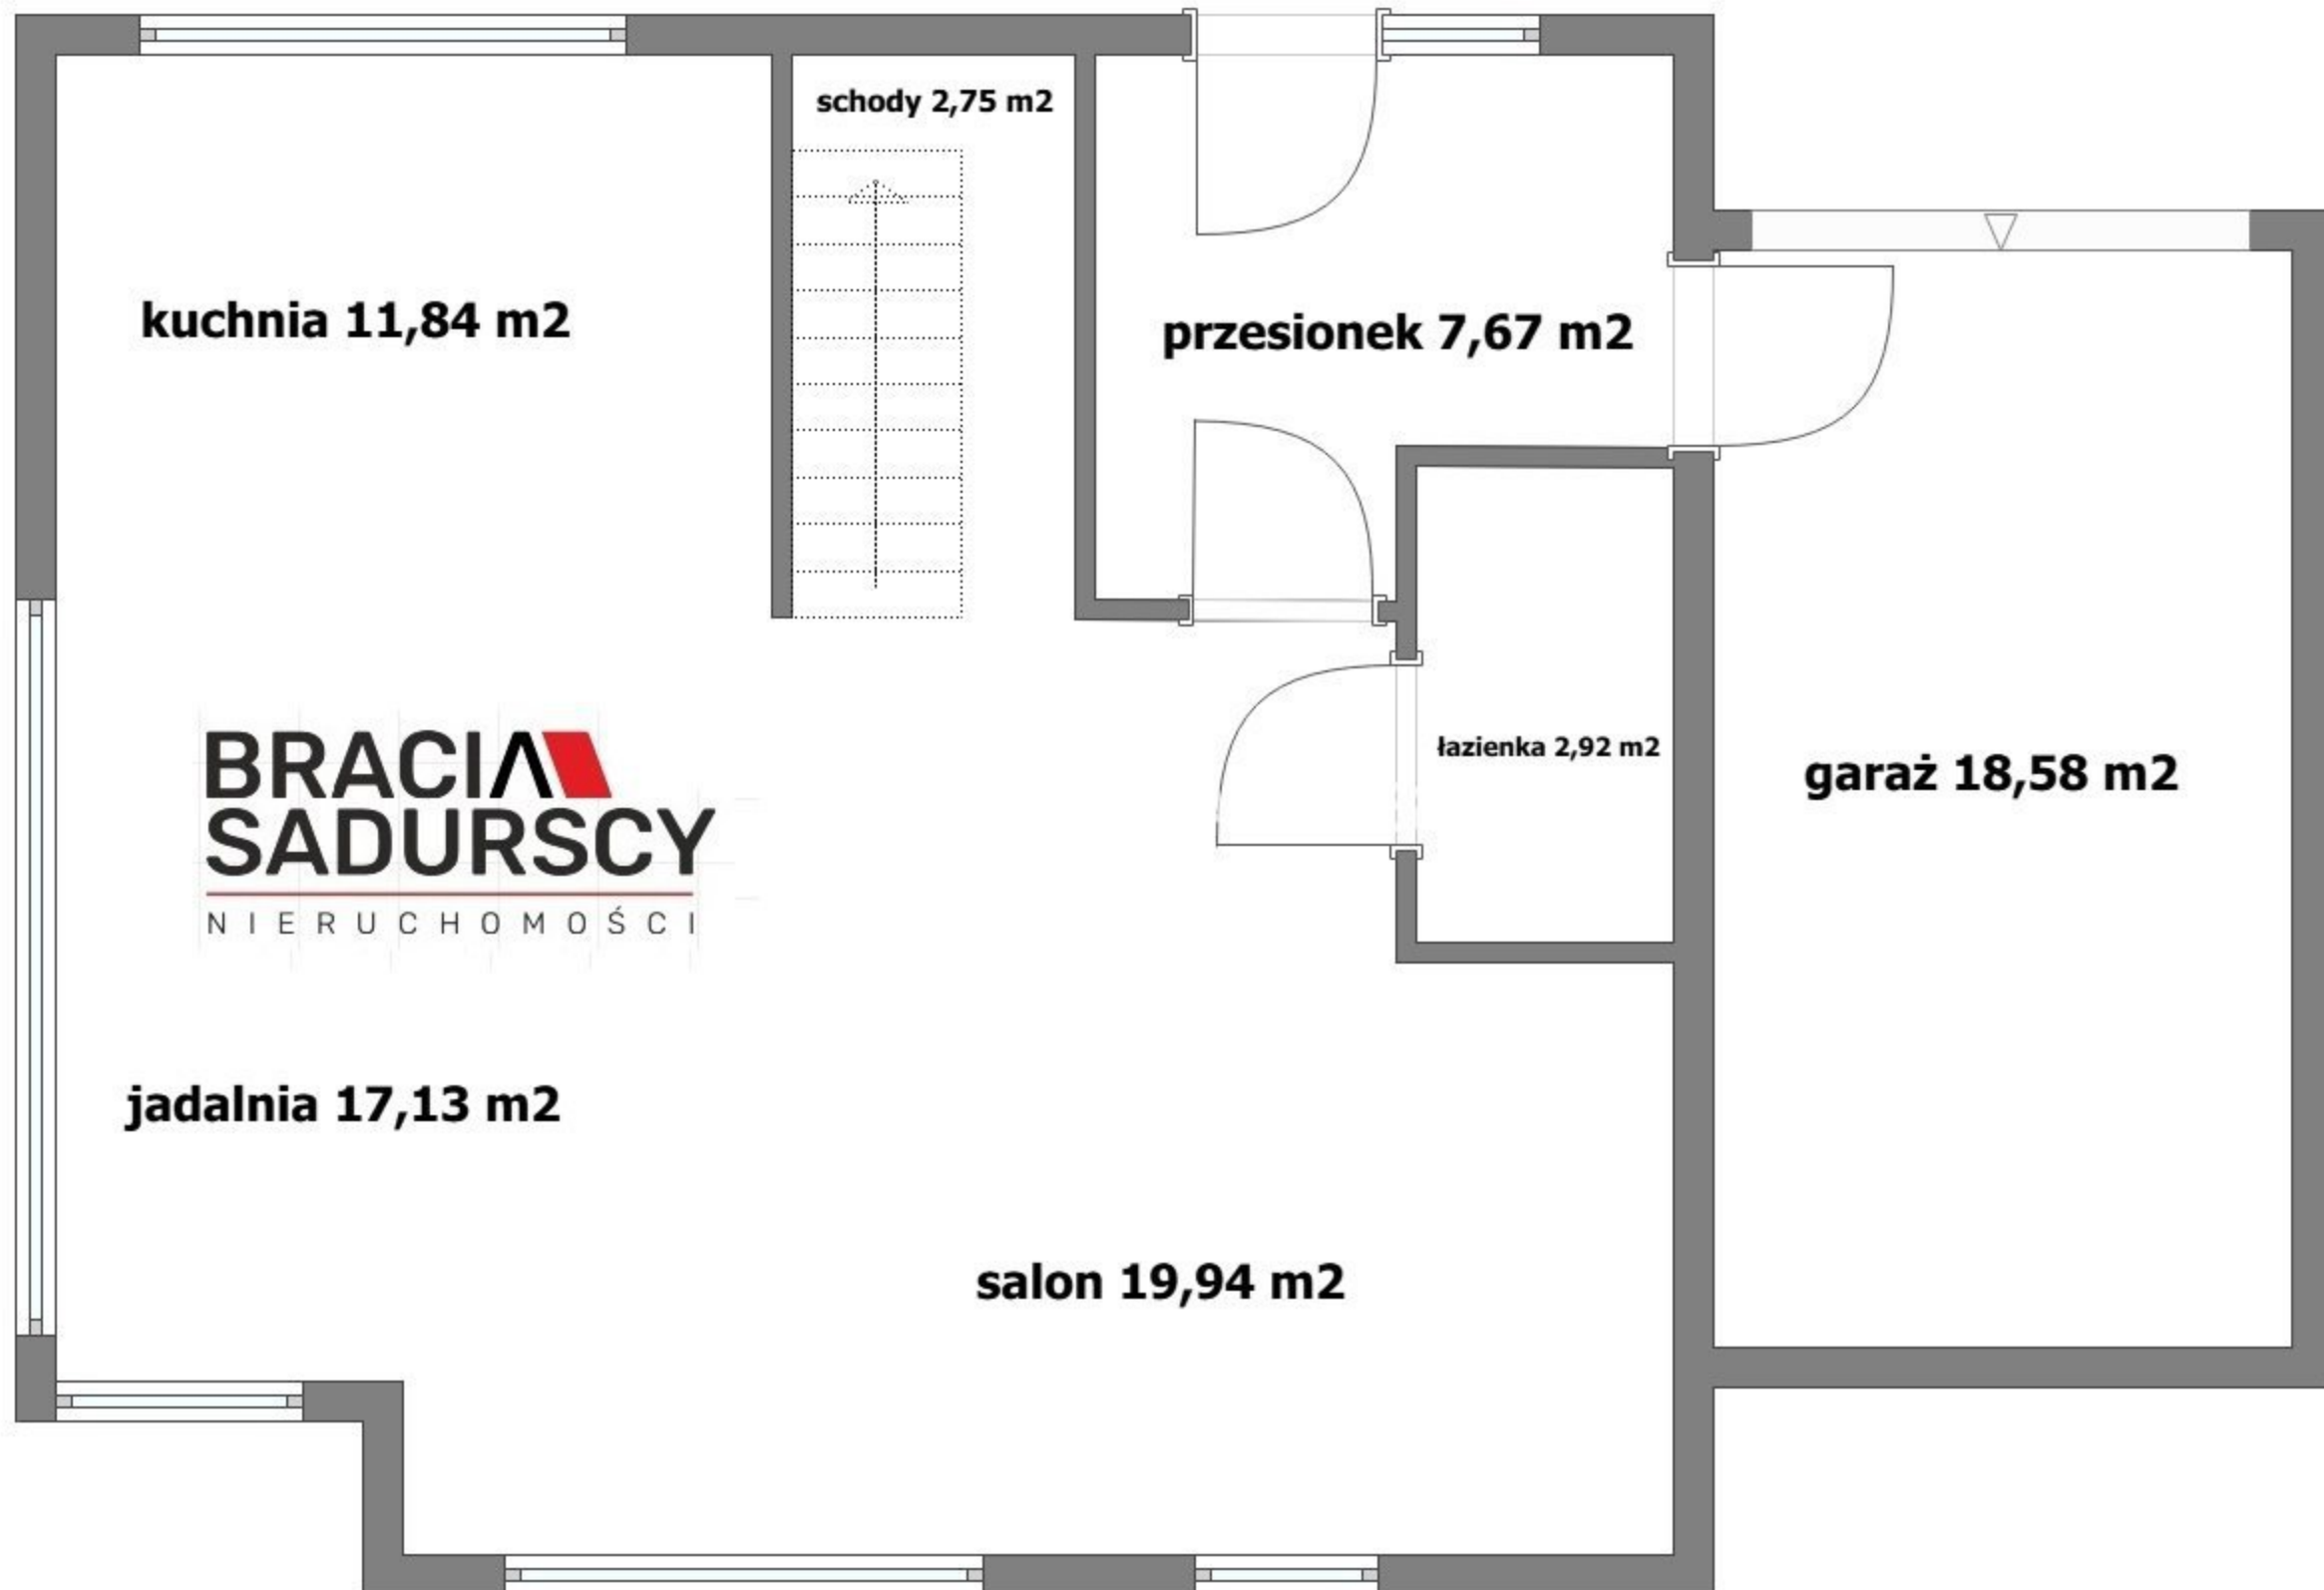 schody 2,75 m2
kuchnia 11,84 m2
przesionek 7,67 m2
BRACIA
SADURSCY
NIERUCHOMOŚCI
łazienka 2,92 m2
garaż 18,58 m2
jadalnia 17,13 m2
salon 19,94 m2